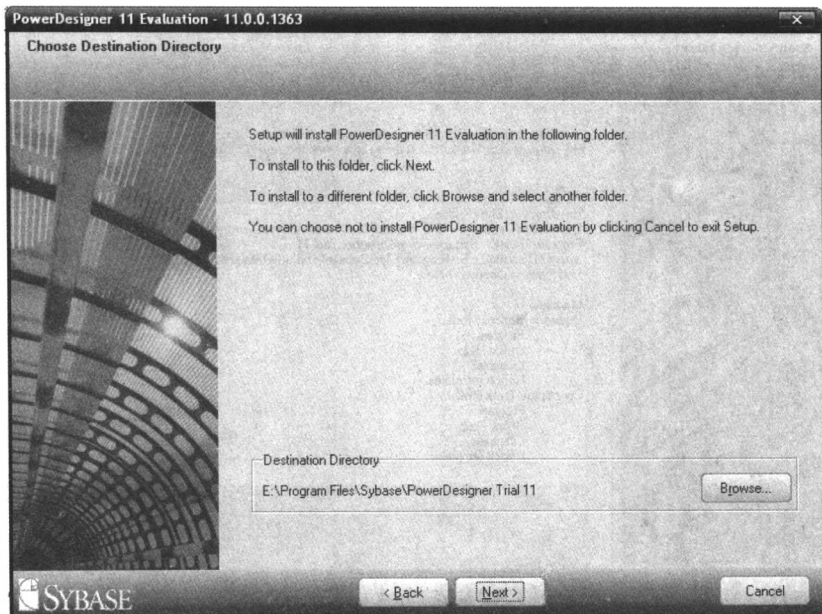 PowerDesigner 11 Evaluation - 11.0.0.1363
Choose Destination Directory
Setup will install PowerDesigner 11 Evaluation in the following folder.
To install to this folder, click Next.
To install to a different folder, click Browse and select another folder.
You can choose not to install PowerDesigner 11 Evaluation by clicking Cancel to exit Setup.
Destination Directory
E:\Program Files\Sybase\PowerDesigner Trial 11
Browse...
SYBASE
< Back
Next >
Cancel